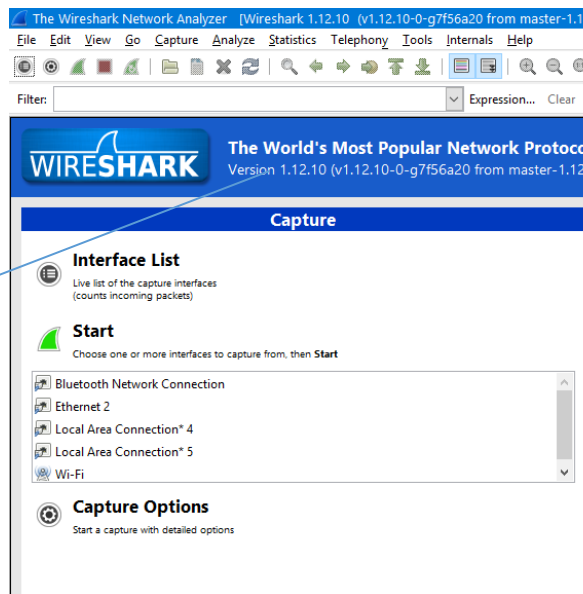 The Wireshark Network Analyzer [Wireshark 1.12.10 (v1.12.10-0-g7f56a20 from master-1.1
File Edit View Go Capture Analyze Statistics Telephony Tools Internals Help
Filter: Expression... Clear
WIRESHARK
The World's Most Popular Network Protoco
Version 1.12.10 (v1.12.10-0-g7f56a20 from master-1.12
Capture
Interface List
Live list of the capture interfaces
(counts incoming packets)
Start
Choose one or more interfaces to capture from, then Start
Bluetooth Network Connection
Ethernet 2
Local Area Connection* 4
Local Area Connection* 5
Wi-Fi
Capture Options
Start a capture with detailed options